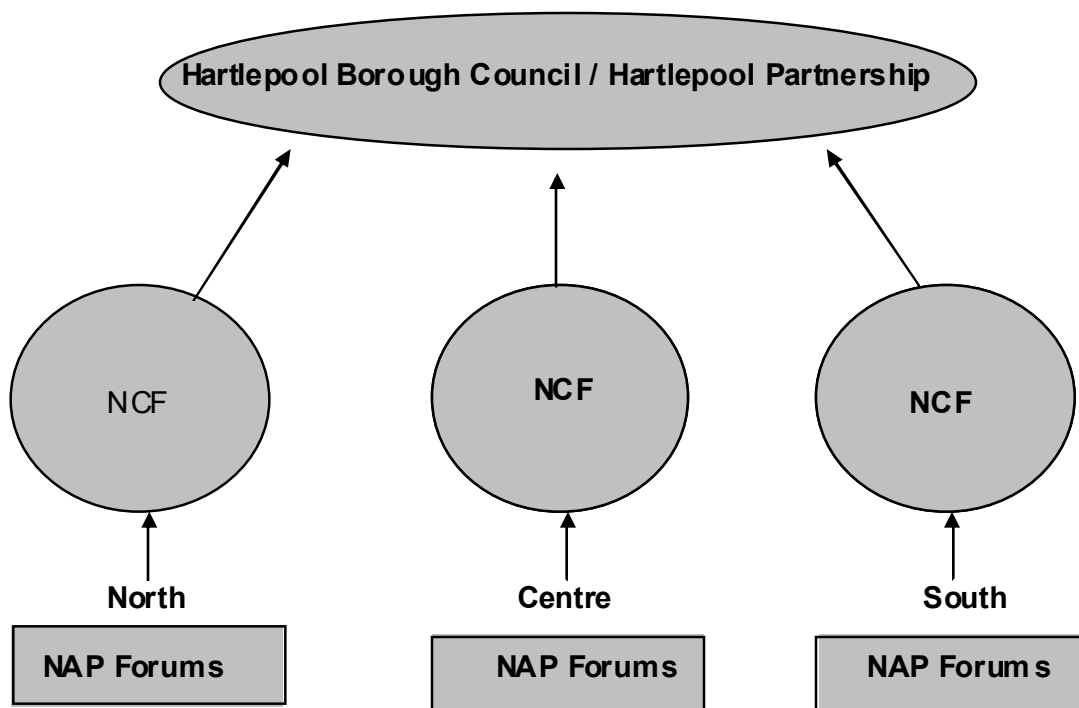 Hartlepool Borough Council / Hartlepool Partnership
NCF
NCF
NCF
North
Centre
South
NAP Forums
NAP Forums
NAP Forums